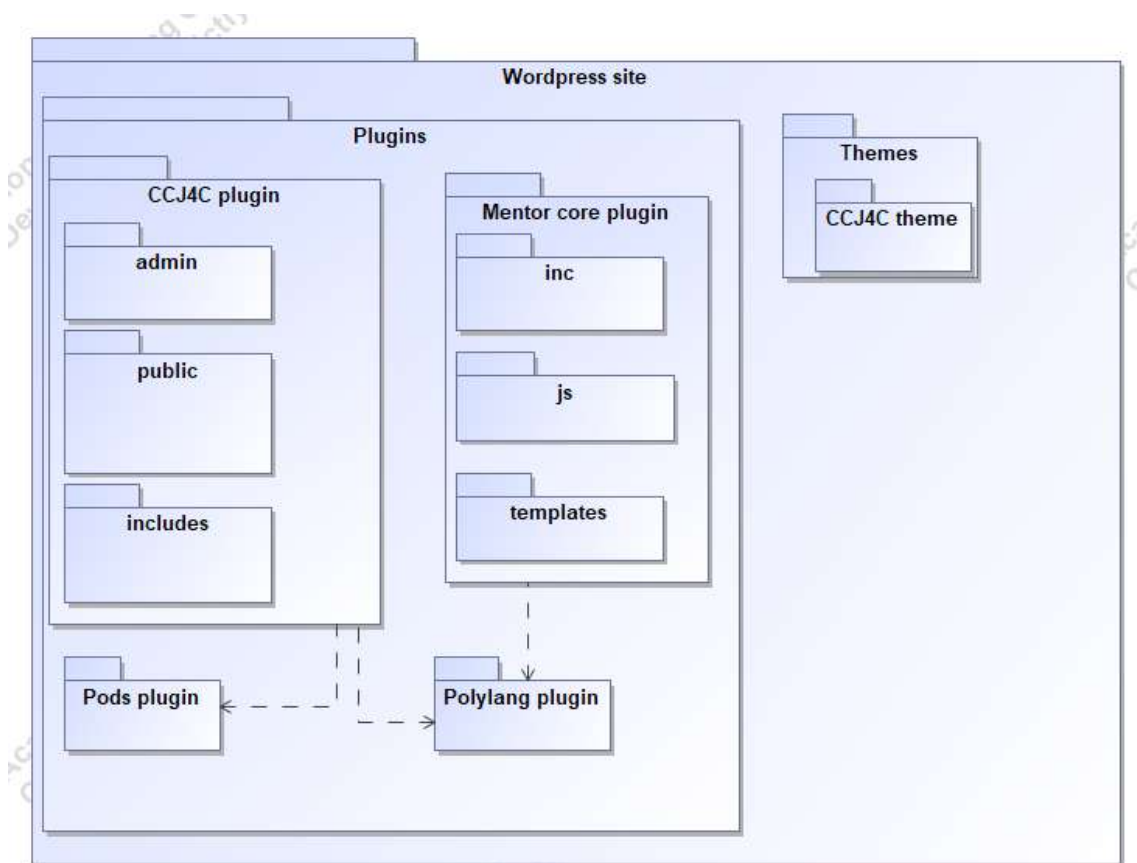 Wordpress site
Plugins
Themes
CCJ4C plugin
Mentor core plugin
CCJ4C theme
admin
inc
public
js
includes
templates
Pods plugin
Polylang plugin